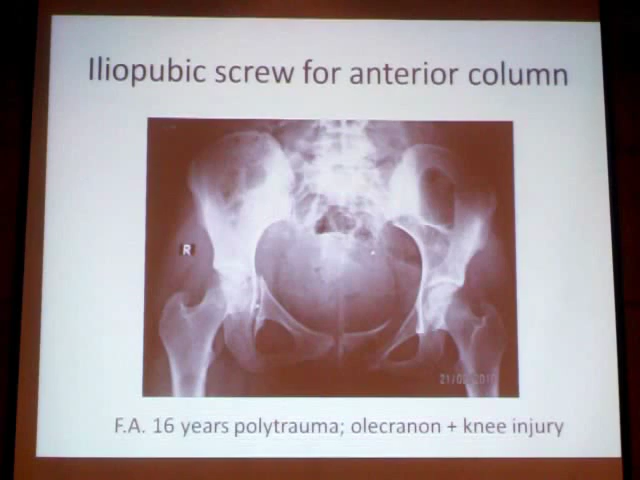 Iliopubic screw for anterior column
R
F.A. 16 years polytrauma; olecranon + knee injury